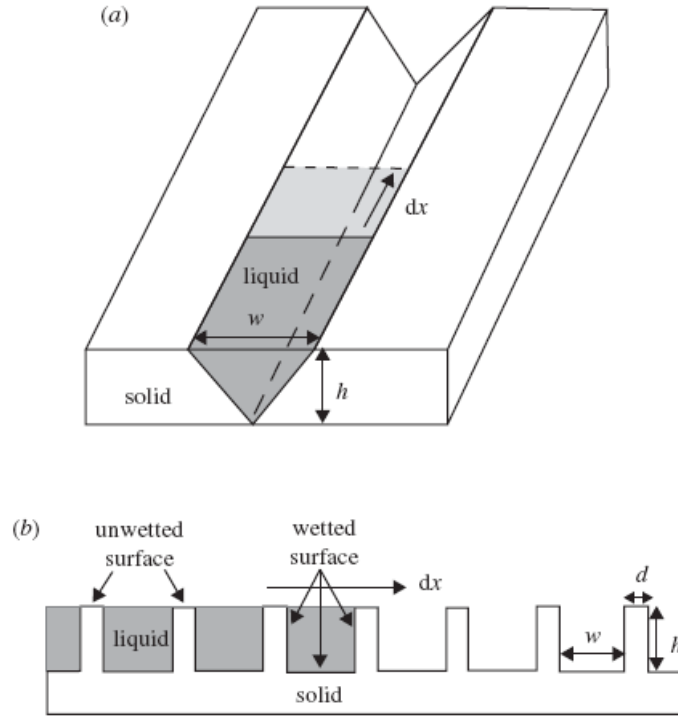 (a)
dx
liquid
w
solid
h
(b)
unwetted
surface
wetted
surface
dx
d
liquid
w
h
solid